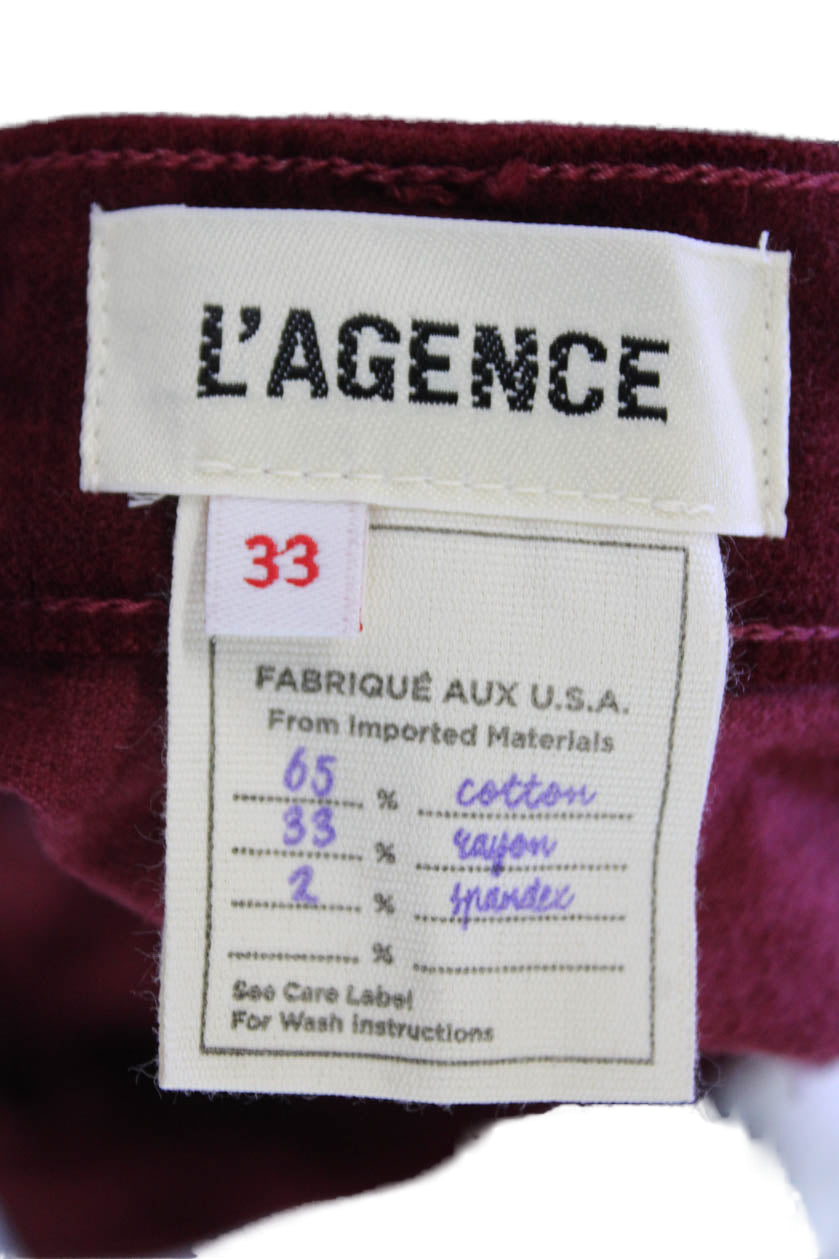 L'AGENCE
33
FABRIQUÉ AUX U.S.A.
From Imported Materials
65 % cotton
33 % rayon
2 % spandex
%
See Care Label
For Wash Instructions